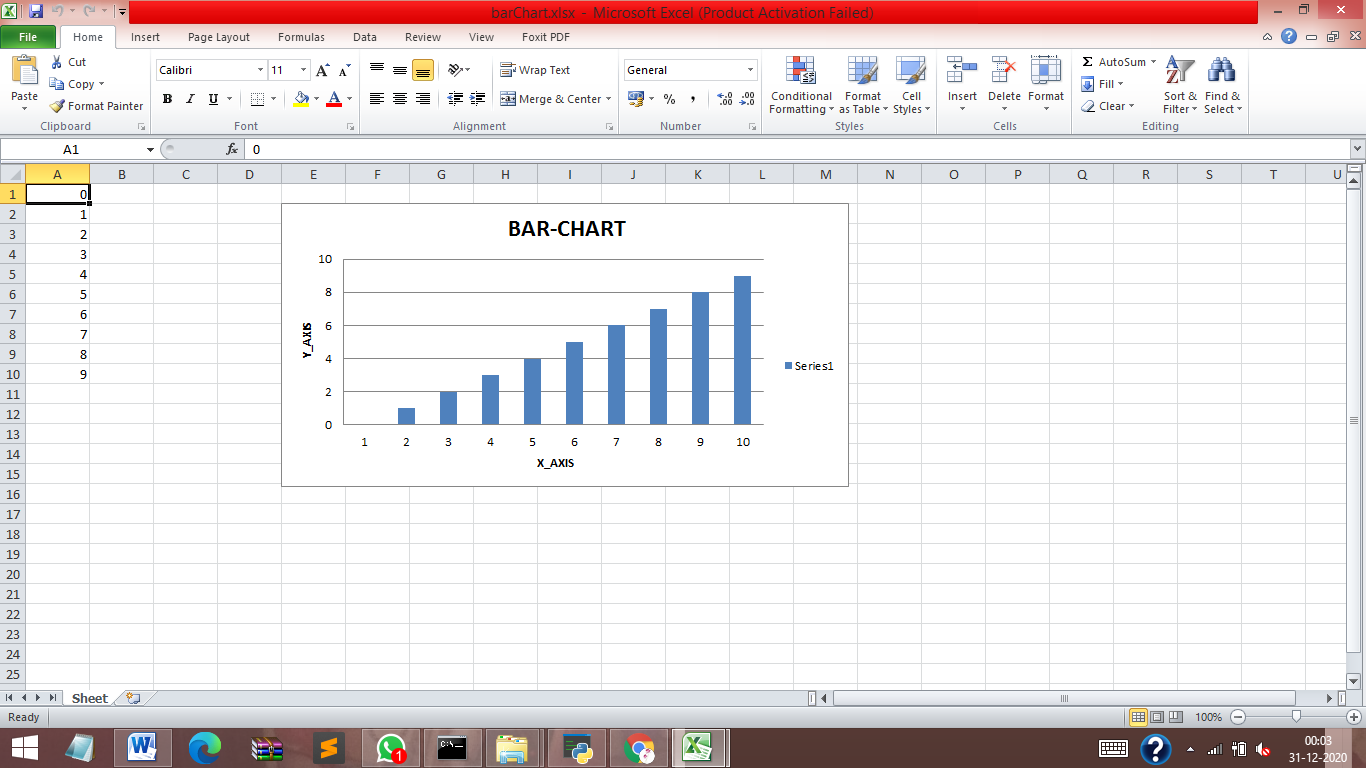 barChart.xlsx - Microsoft Excel (Product Activation Failed)
File Home Insert Page Layout Formulas Data Review View Foxit PDF
Paste
Cut
Copy
Format Painter
Clipboard
Calibri 11
B I U
Font
Wrap Text
Merge & Center
Alignment
General
Number
Conditional Formatting
Format as Table
Cell Styles
Styles
Insert Delete Format
Cells
AutoSum
Fill
Clear
Sort & Filter
Find & Select
Editing
A1 fx 0
A B C D E F G H I J K L M N O P Q R S T U
1 0
2 1
3 2
4 3
5 4
6 5
7 6
8 7
9 8
10 9
11
12
13
14
15
16
17
18
19
20
21
22
23
24
25
BAR-CHART
10
8
6
4
2
0
Y_AXIS
1 2 3 4 5 6 7 8 9 10
X_AXIS
Series1
Sheet
Ready 100%
C:\
1
00:03
31-12-2020